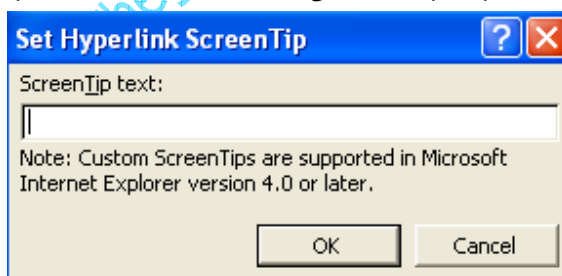 Set Hyperlink ScreenTip
ScreenTip text:
Note: Custom ScreenTips are supported in Microsoft
Internet Explorer version 4.0 or later.
OK Cancel